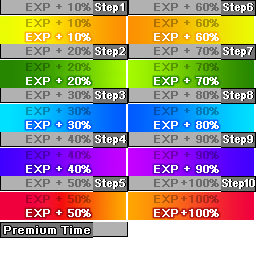 EXP + 10% Step1
EXP + 10%
EXP + 10%
EXP + 20% Step2
EXP + 20%
EXP + 20%
EXP + 30% Step3
EXP + 30%
EXP + 30%
EXP + 40% Step4
EXP + 40%
EXP + 40%
EXP + 50% Step5
EXP + 50%
EXP + 50%
Premium Time
EXP + 60% Step6
EXP + 60%
EXP + 60%
EXP + 70% Step7
EXP + 70%
EXP + 70%
EXP + 80% Step8
EXP + 80%
EXP + 80%
EXP + 90% Step9
EXP + 90%
EXP + 90%
EXP +100% Step10
EXP +100%
EXP +100%